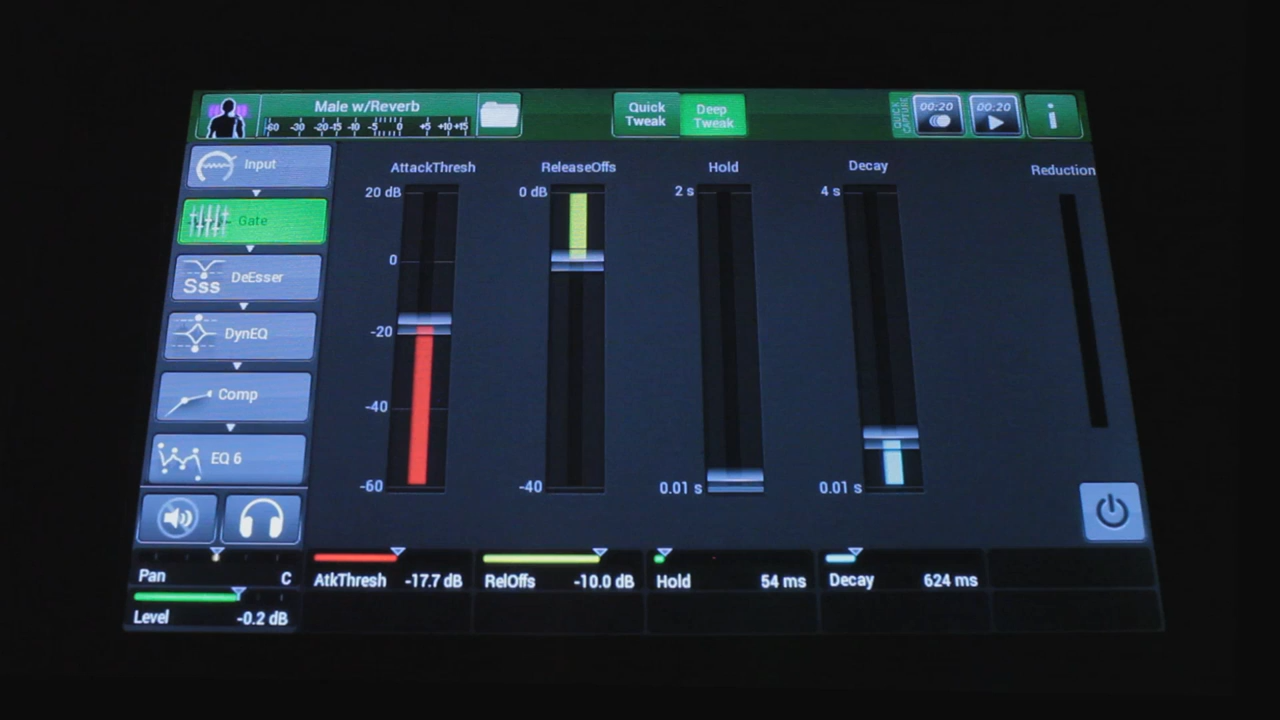 Male w/Reverb
-60 -30 -20 -15 -10 -5 0 +5 +10 +15
Quick Tweak
Deep Tweak
QUICK CAPTURE
00:20
00:20
i
Input
Gate
Sss DeEsser
DynEQ
Comp
EQ 6
AttackThresh
20 dB
0
-20
-40
-60
ReleaseOffs
0 dB
-40
Hold
2 s
0.01 s
Decay
4 s
0.01 s
Reduction
Pan C
Level -0.2 dB
AtkThresh -17.7 dB
RelOffs -10.0 dB
Hold 54 ms
Decay 624 ms